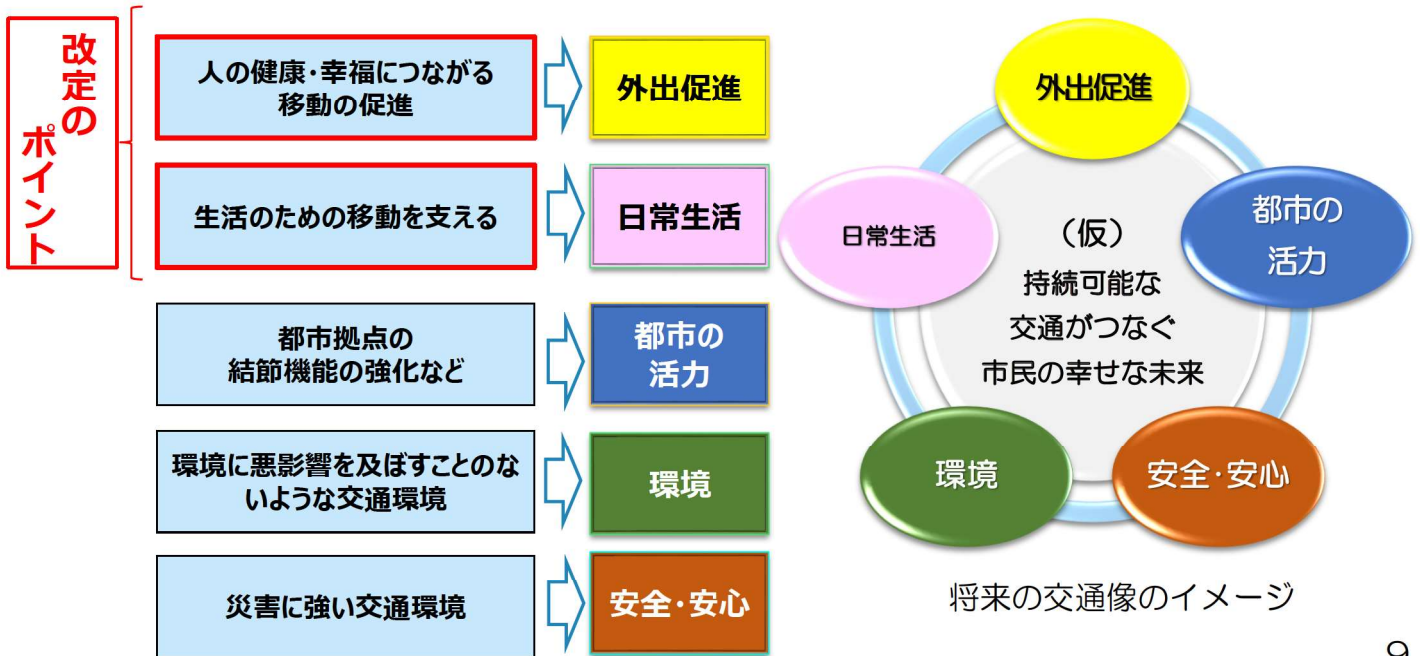 改定の
ポイント
人の健康・幸福につながる
移動の促進
外出促進
生活のための移動を支える
日常生活
都市拠点の
結節機能の強化など
都市の
活力
環境に悪影響を及ぼすことのな
いような交通環境
環境
災害に強い交通環境
安全・安心
外出促進
都市の
活力
日常生活
(仮)
持続可能な
交通がつなぐ
市民の幸せな未来
環境
安全・安心
将来の交通像のイメージ
9